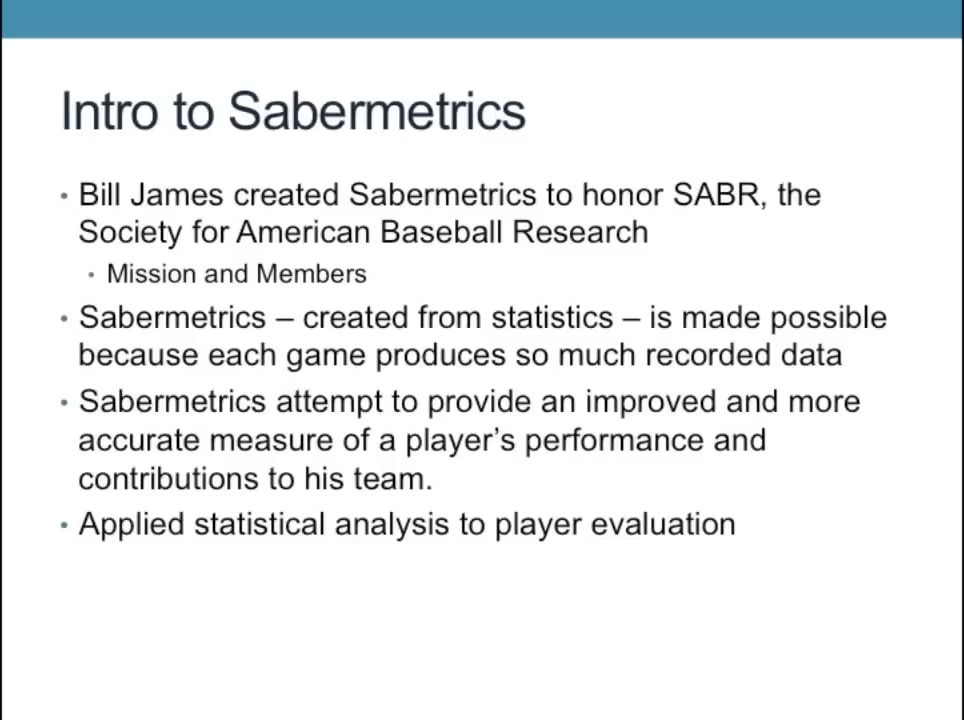 Intro to Sabermetrics
• Bill James created Sabermetrics to honor SABR, the
Society for American Baseball Research
• Mission and Members
• Sabermetrics – created from statistics – is made possible
because each game produces so much recorded data
• Sabermetrics attempt to provide an improved and more
accurate measure of a player’s performance and
contributions to his team.
• Applied statistical analysis to player evaluation